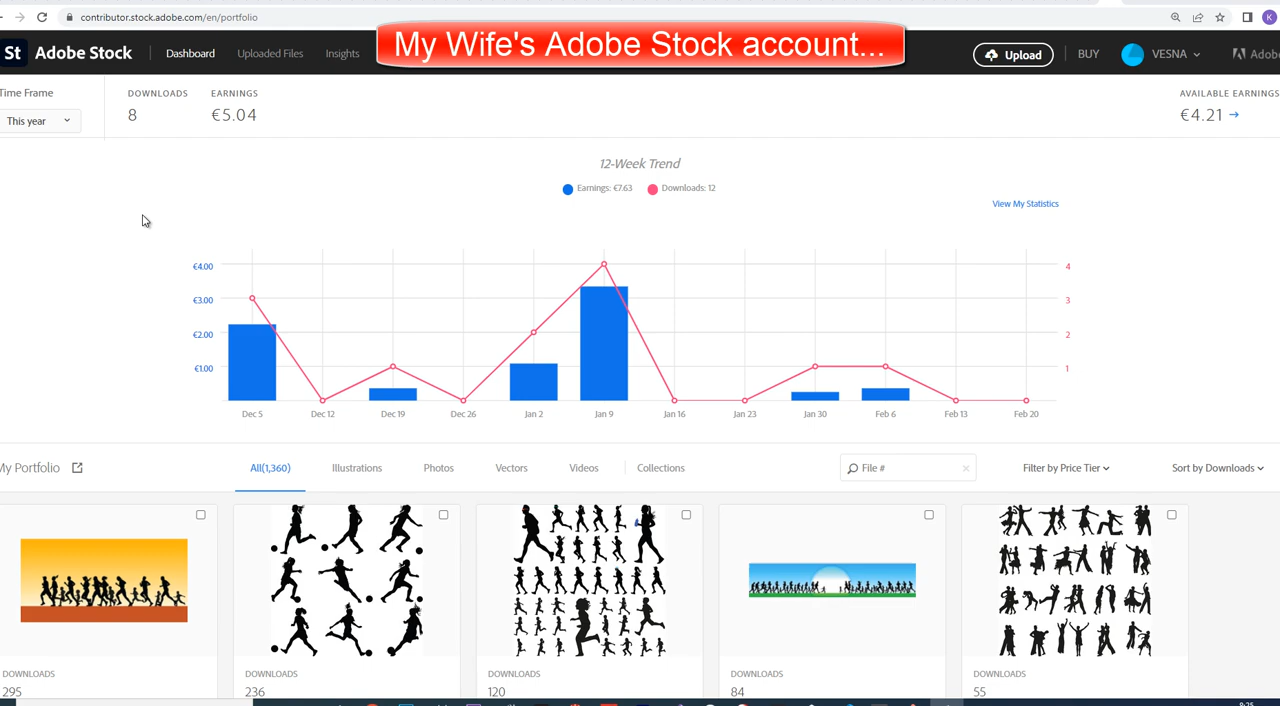 contributor.stock.adobe.com/en/portfolio
K
My Wife's Adobe Stock account...
St Adobe Stock
Dashboard
Uploaded Files
Insights
Upload
BUY
VESNA
Adob
Time Frame
This year
DOWNLOADS
8
EARNINGS
€5.04
AVAILABLE EARNINGS
€4.21 →
12-Week Trend
Earnings: €7.63
Downloads: 12
View My Statistics
€4.00
€3.00
€2.00
€1.00
4
3
2
1
Dec 5
Dec 12
Dec 19
Dec 26
Jan 2
Jan 9
Jan 16
Jan 23
Jan 30
Feb 6
Feb 13
Feb 20
My Portfolio
All(1,360)
Illustrations
Photos
Vectors
Videos
Collections
File #
Filter by Price Tier
Sort by Downloads
DOWNLOADS
295
DOWNLOADS
236
DOWNLOADS
120
DOWNLOADS
84
DOWNLOADS
55